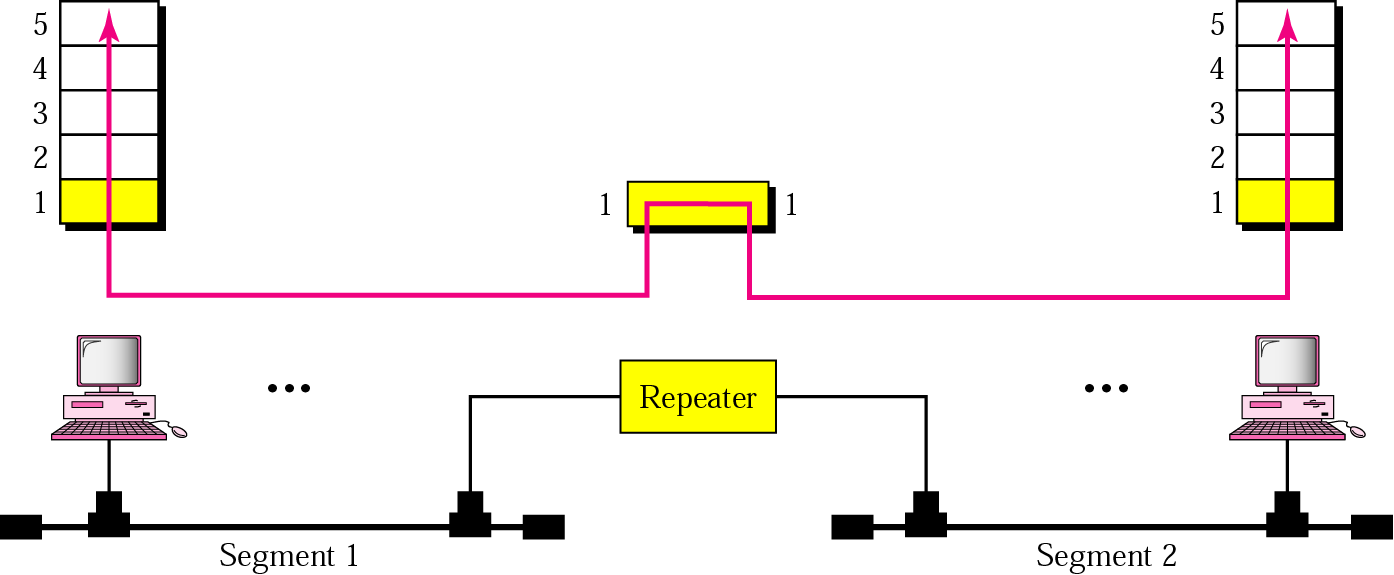 5 5
4 4
3 3
2 2
1 1 1 1
Repeater
Segment 1 Segment 2